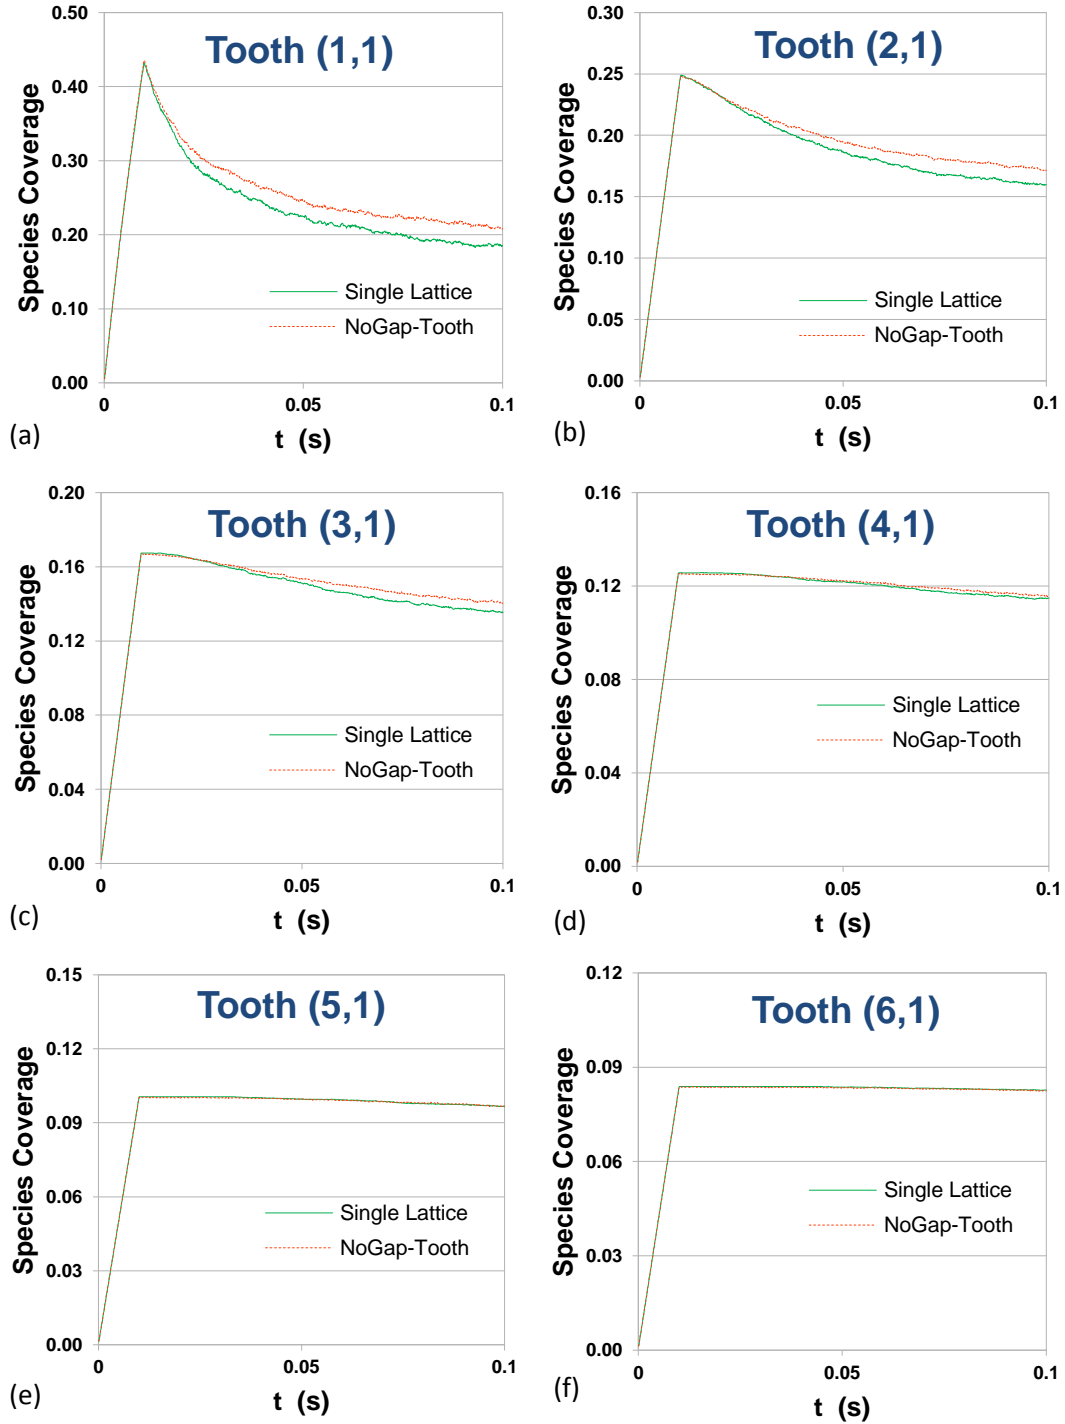 Tooth (1,1)
Species Coverage
0.50
0.40
0.30
0.20
0.10
0.00
Single Lattice
NoGap-Tooth
0
0.05
0.1
t (s)
(a)
Tooth (2,1)
Species Coverage
0.30
0.25
0.20
0.15
0.10
0.05
0.00
Single Lattice
NoGap-Tooth
0
0.05
0.1
t (s)
(b)
Tooth (3,1)
Species Coverage
0.20
0.16
0.12
0.08
0.04
0.00
Single Lattice
NoGap-Tooth
0
0.05
0.1
t (s)
(c)
Tooth (4,1)
Species Coverage
0.16
0.12
0.08
0.04
0.00
Single Lattice
NoGap-Tooth
0
0.05
0.1
t (s)
(d)
Tooth (5,1)
Species Coverage
0.15
0.12
0.09
0.06
0.03
0.00
Single Lattice
NoGap-Tooth
0
0.05
0.1
t (s)
(e)
Tooth (6,1)
Species Coverage
0.12
0.09
0.06
0.03
0.00
Single Lattice
NoGap-Tooth
0
0.05
0.1
t (s)
(f)